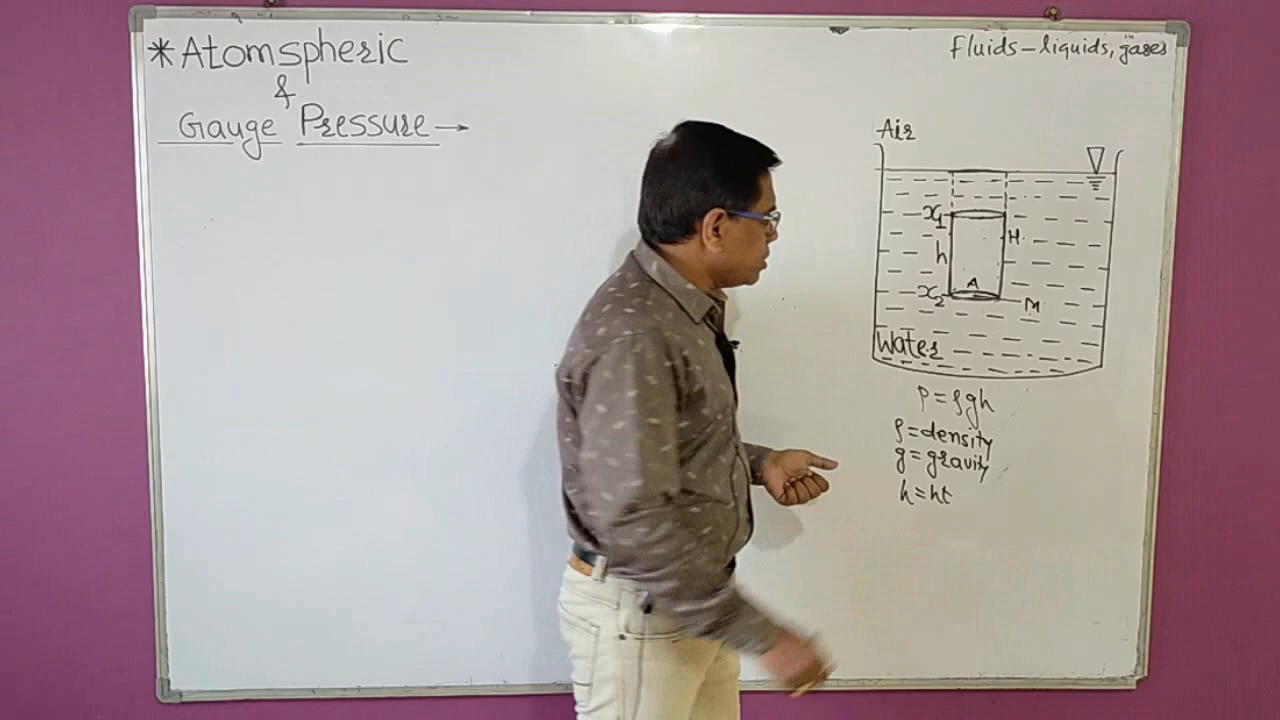 *Atomspheric
&
Gauge Pressure→
Fluids-liquids, gases
Air
x1
H
h
A
x2
M
Water
P=ρgh
ρ=density
g=gravity
h=ht